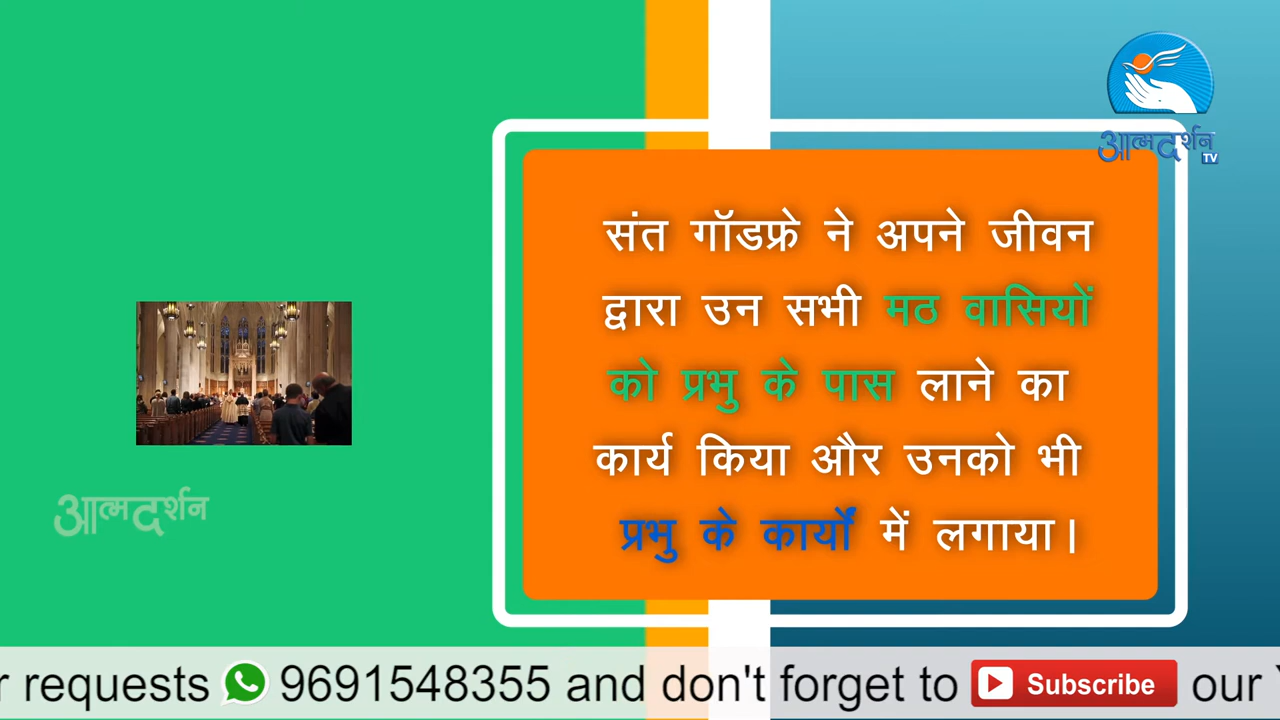 आत्मदर्शन
TV
संत गॉडफ्रे ने अपने जीवन
द्वारा उन सभी मठ वासियों
को प्रभु के पास लाने का
कार्य किया और उनको भी
प्रभु के कार्यों में लगाया।
आत्मदर्शन
r requests 9691548355 and don't forget to Subscribe our Y